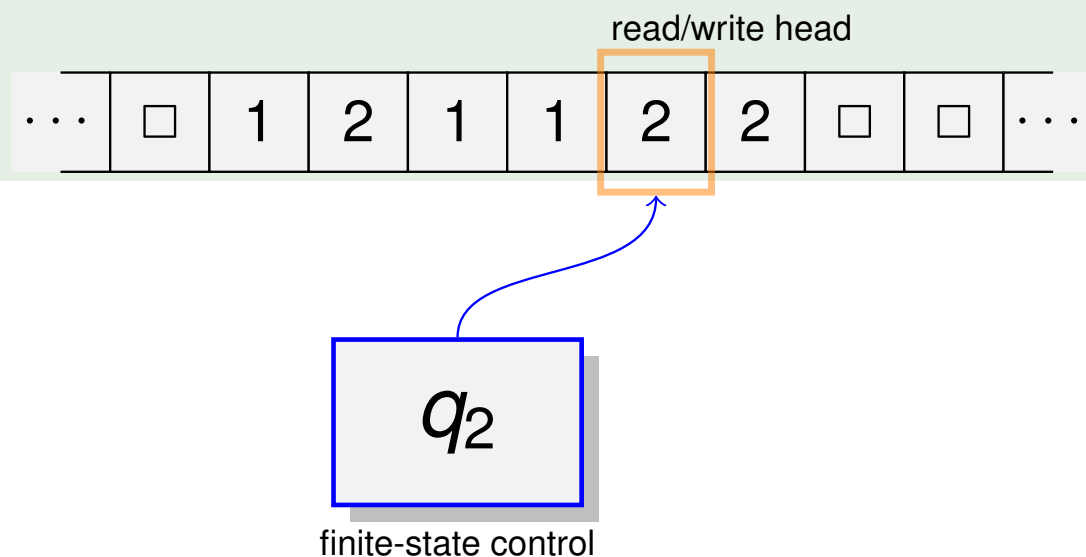 read/write head
··· □ 1 2 1 1 2 2 □ □ ···
q₂
finite-state control